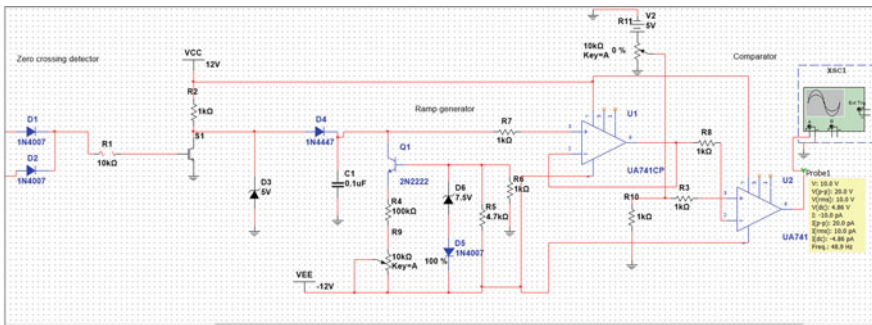 Zero crossing detector
VCC
12V
R2
1kΩ
D1
1N4007
D2
1N4007
R1
10kΩ
S1
D3
5V
D4
1N4447
C1
0.1uF
Ramp generator
Q1
2N2222
R4
100kΩ
R9
10kΩ
Key=A
100 %
VEE
-12V
D6
7.5V
D5
1N4007
R5
4.7kΩ
R6
1kΩ
R7
1kΩ
R11
10kΩ
Key=A
0 %
V2
5V
U1
UA741CP
R8
1kΩ
R10
1kΩ
R3
1kΩ
Comparator
U2
UA741
XSC1
Probe1
V: 10.0 V
V(p-p): 20.0 V
V(rms): 10.0 V
V(dc): 4.86 V
I: -10.0 pA
I(p-p): 20.0 pA
I(rms): 10.0 pA
I(dc): -4.86 pA
Freq.: 48.9 Hz